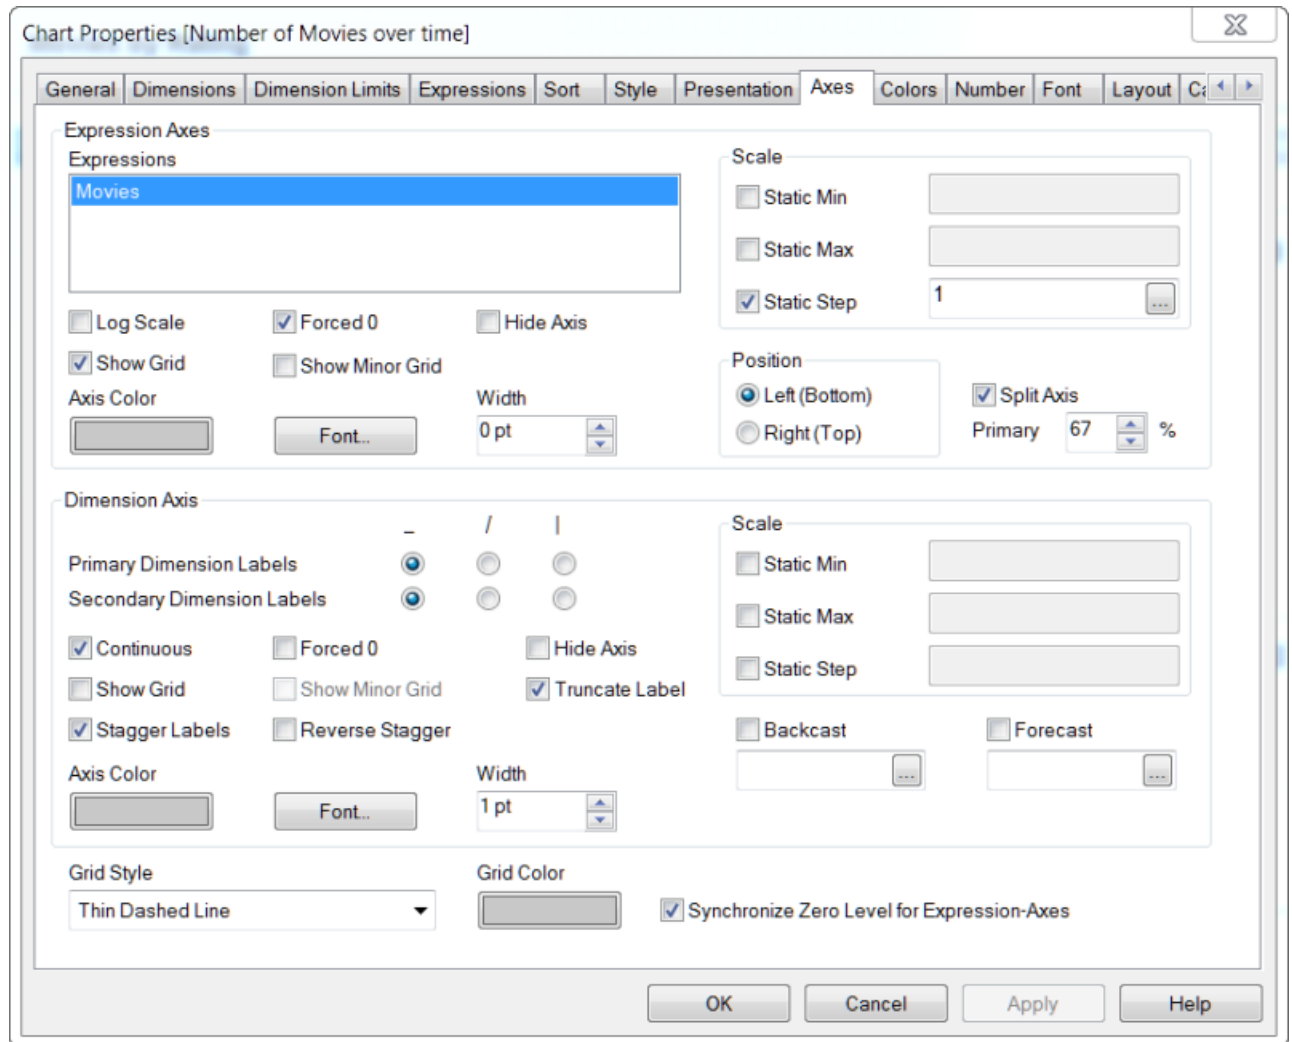 Chart Properties [Number of Movies over time]
General Dimensions Dimension Limits Expressions Sort Style Presentation Axes Colors Number Font Layout
Expression Axes
Expressions
Movies
Scale
Static Min
Static Max
Static Step 1 ...
Log Scale Forced 0 Hide Axis
Show Grid Show Minor Grid
Axis Color Width
Font... 0 pt
Position
Left (Bottom) Split Axis
Right (Top) Primary 67 %
Dimension Axis
_ / |
Primary Dimension Labels
Secondary Dimension Labels
Scale
Static Min
Static Max
Static Step
Continuous Forced 0 Hide Axis
Show Grid Show Minor Grid Truncate Label
Stagger Labels Reverse Stagger
Backcast Forecast
... ...
Axis Color Width
Font... 1 pt
Grid Style Grid Color
Thin Dashed Line Synchronize Zero Level for Expression-Axes
OK Cancel Apply Help